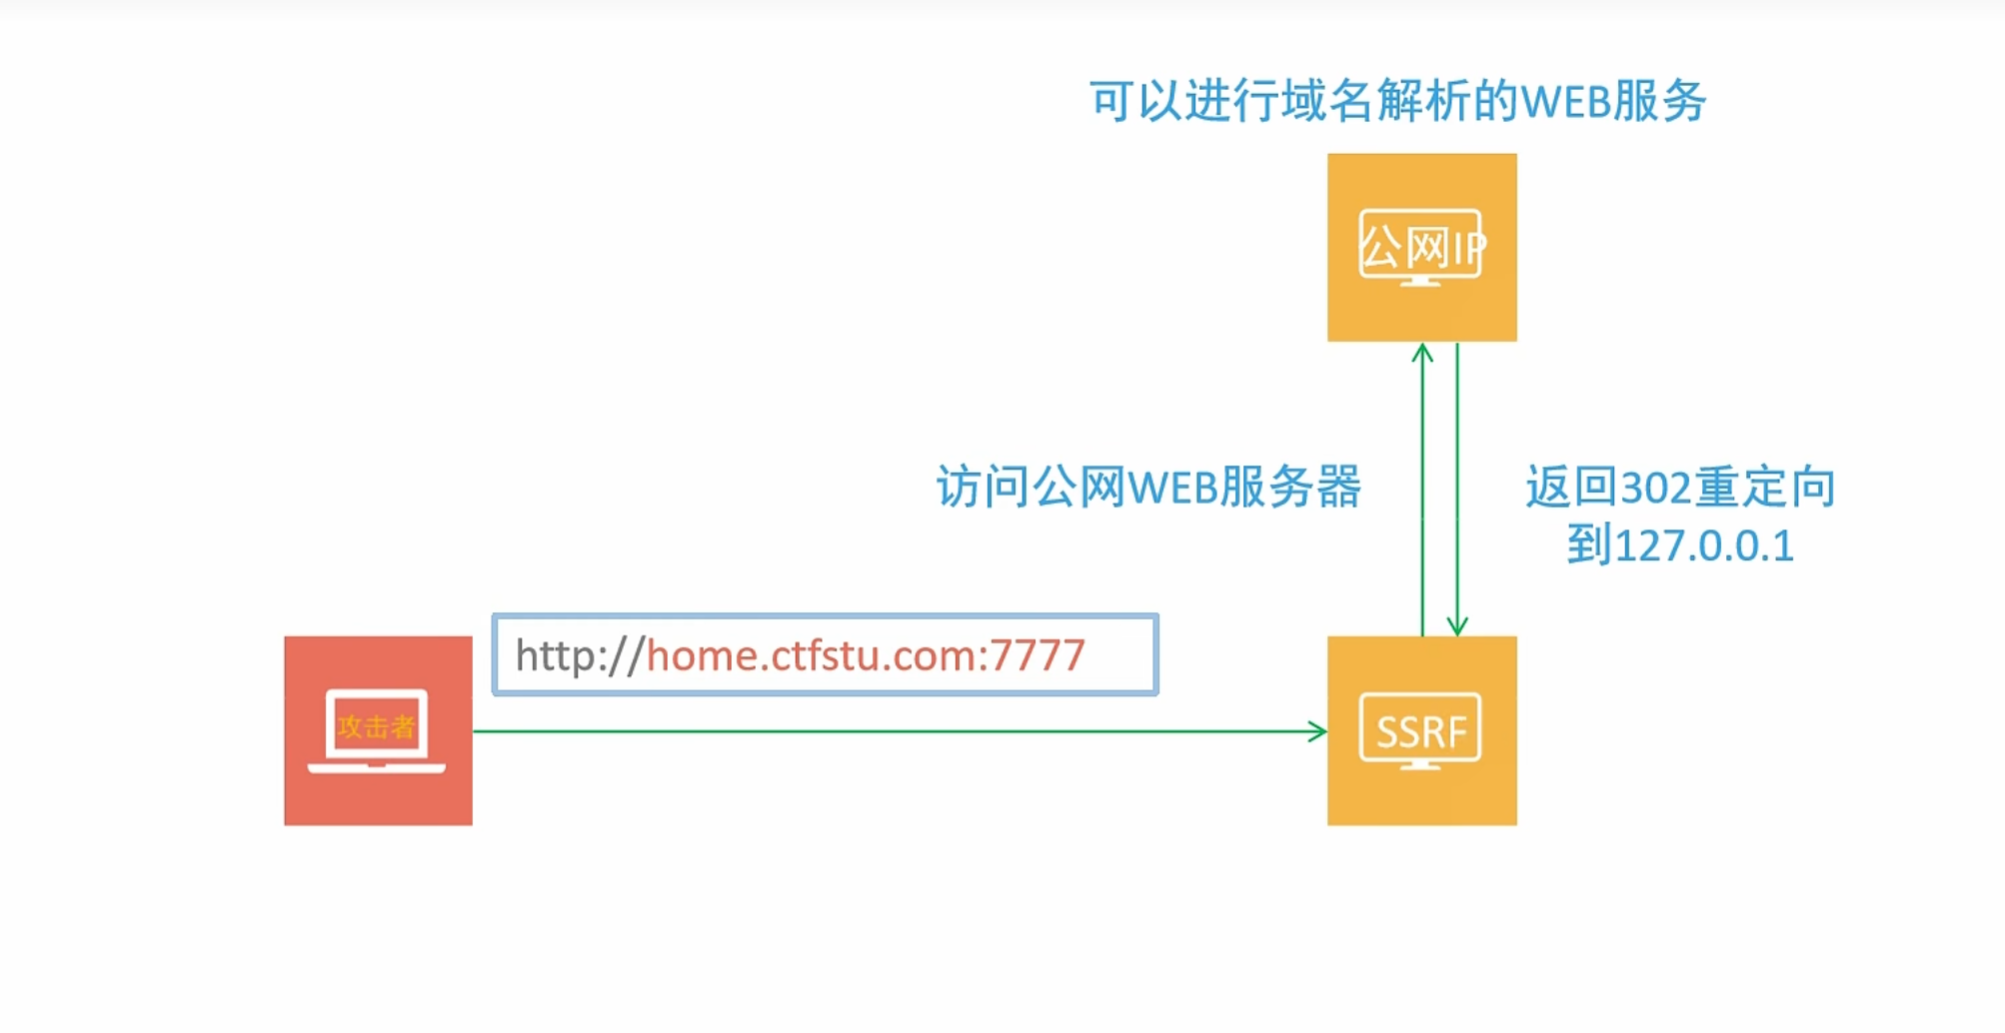 可以进行域名解析的WEB服务
公网IP
访问公网WEB服务器
返回302重定向
到127.0.0.1
http://home.ctfstu.com:7777
攻击者
SSRF